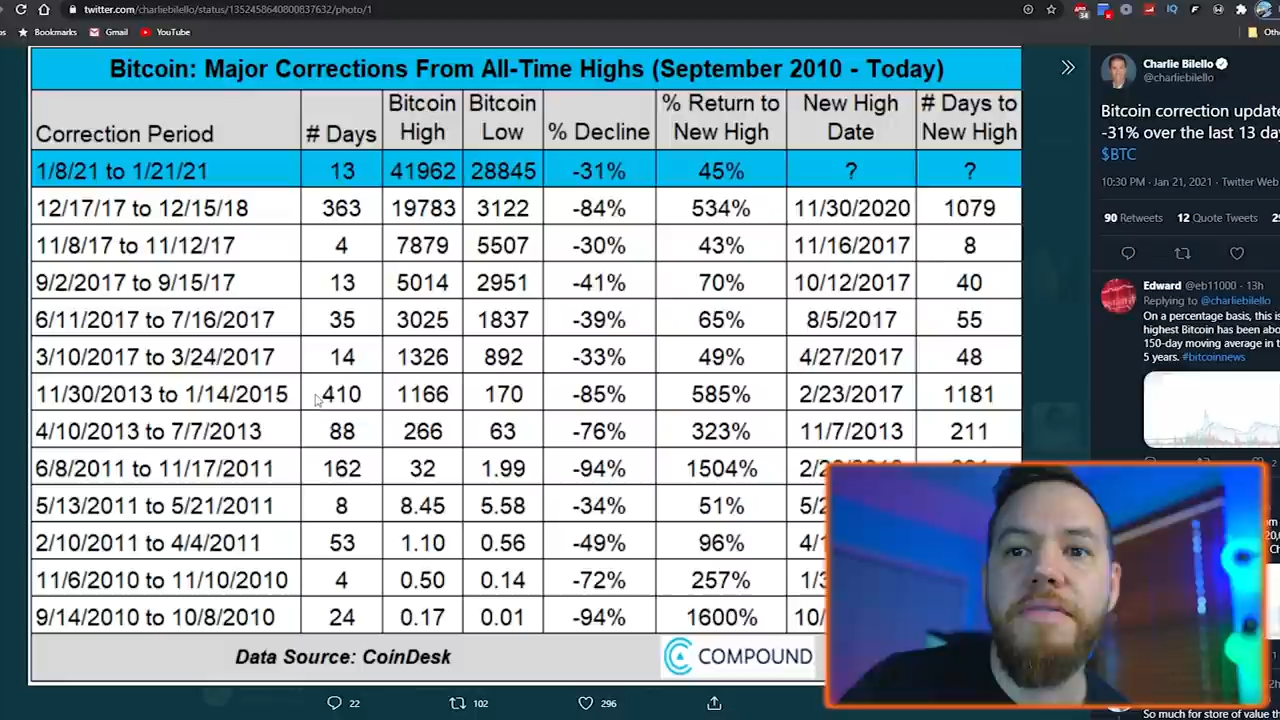 twitter.com/charliebilello/status/1352458640800837632/photo/1
Bookmarks Gmail YouTube
Bitcoin: Major Corrections From All-Time Highs (September 2010 - Today)
Correction Period # Days Bitcoin High Bitcoin Low % Decline % Return to New High New High Date # Days to New High
1/8/21 to 1/21/21 13 41962 28845 -31% 45% ? ?
12/17/17 to 12/15/18 363 19783 3122 -84% 534% 11/30/2020 1079
11/8/17 to 11/12/17 4 7879 5507 -30% 43% 11/16/2017 8
9/2/2017 to 9/15/17 13 5014 2951 -41% 70% 10/12/2017 40
6/11/2017 to 7/16/2017 35 3025 1837 -39% 65% 8/5/2017 55
3/10/2017 to 3/24/2017 14 1326 892 -33% 49% 4/27/2017 48
11/30/2013 to 1/14/2015 410 1166 170 -85% 585% 2/23/2017 1181
4/10/2013 to 7/7/2013 88 266 63 -76% 323% 11/7/2013 211
6/8/2011 to 11/17/2011 162 32 1.99 -94% 1504%
5/13/2011 to 5/21/2011 8 8.45 5.58 -34% 51%
2/10/2011 to 4/4/2011 53 1.10 0.56 -49% 96%
11/6/2010 to 11/10/2010 4 0.50 0.14 -72% 257%
9/14/2010 to 10/8/2010 24 0.17 0.01 -94% 1600%
Data Source: CoinDesk
COMPOUND
22 102 296
Charlie Bilello
@charliebilello
Bitcoin correction update
-31% over the last 13
$BTC
10:30 PM · Jan 21, 2021 · Twitter Web
90 Retweets 12 Quote Tweets
Edward @eb11000 · 13h
Replying to @charliebilello
On a percentage basis, this is
highest Bitcoin has been
150-day moving average in
5 years. #bitcoinnews
So much for store of value